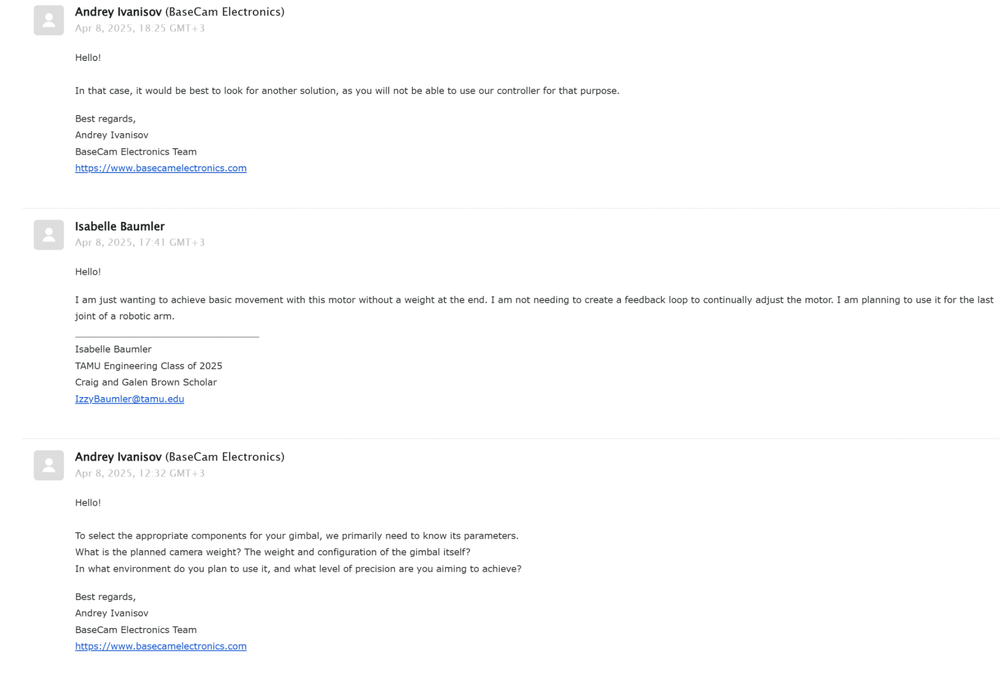 Andrey Ivanisov (BaseCam Electronics)
Apr 8, 2025, 18:25 GMT+3
Hello!
In that case, it would be best to look for another solution, as you will not be able to use our controller for that purpose.
Best regards,
Andrey Ivanisov
BaseCam Electronics Team
https://www.basecamelectronics.com
Isabelle Baumler
Apr 8, 2025, 17:41 GMT+3
Hello!
I am just wanting to achieve basic movement with this motor without a weight at the end. I am not needing to create a feedback loop to continually adjust the motor. I am planning to use it for the last
joint of a robotic arm.
Isabelle Baumler
TAMU Engineering Class of 2025
Craig and Galen Brown Scholar
IzzyBaumler@tamu.edu
Andrey Ivanisov (BaseCam Electronics)
Apr 8, 2025, 12:32 GMT+3
Hello!
To select the appropriate components for your gimbal, we primarily need to know its parameters.
What is the planned camera weight? The weight and configuration of the gimbal itself?
In what environment do you plan to use it, and what level of precision are you aiming to achieve?
Best regards,
Andrey Ivanisov
BaseCam Electronics Team
https://www.basecamelectronics.com